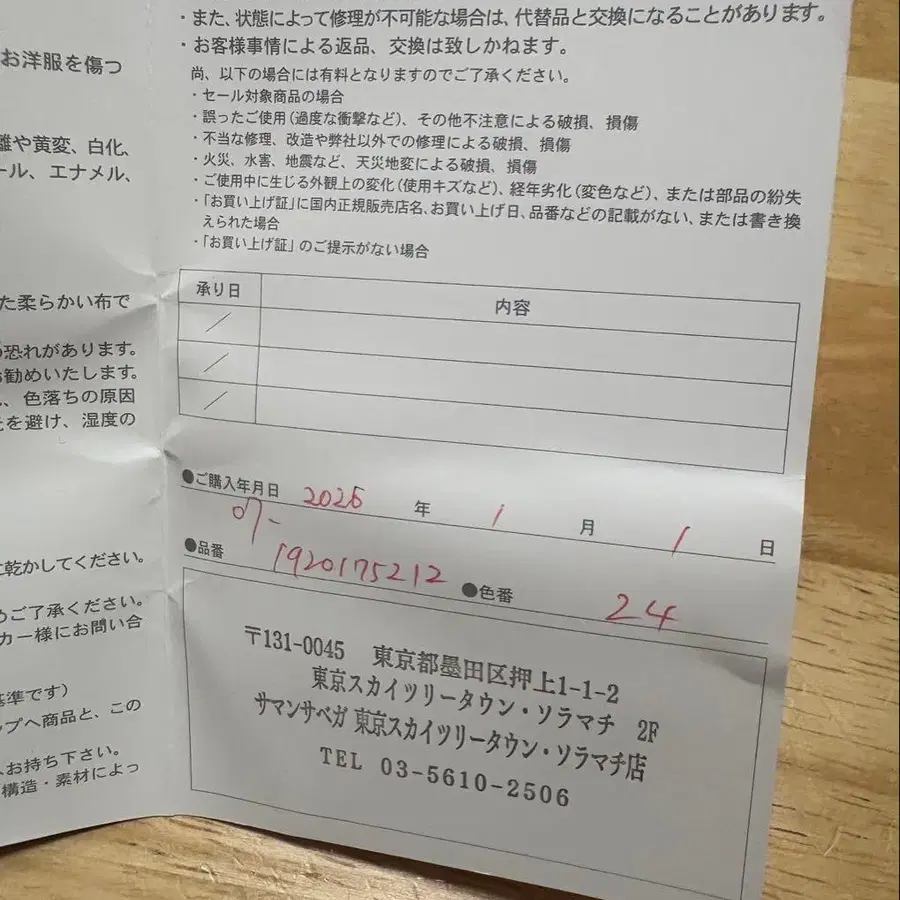 お洋服を傷つ
離や黄変、白化、
ール、エナメル、
た柔らかい布で
の恐れがあります。
お勧めいたします。
、色落ちの原因
を避け、湿度の
に乾かしてください。
めご了承ください。
カー様にお問い合
基準です)
ップへ商品と、この
お持ち下さい。
構造・素材によっ
・また、状態によって修理が不可能な場合は、代替品と交換になることがあります。
・お客様事情による返品、交換は致しかねます。
尚、以下の場合には有料となりますのでご了承ください。
・セール対象商品の場合
・誤ったご使用(過度な衝撃など)、その他不注意による破損、損傷
・不当な修理、改造や弊社以外での修理による破損、損傷
・火災、水害、地震など、天災地変による破損、損傷
・ご使用中に生じる外観上の変化(使用キズなど)、経年劣化(変色など)、または部品の紛失
・「お買い上げ証」に国内正規販売店名、お買い上げ日、品番などの記載がない、または書き換
えられた場合
・「お買い上げ証」のご提示がない場合
承り日 内容
／
／
／
●ご購入年月日 2025 年 1 月 1 日
07-
●品番 1920175212 ●色番 24
〒131-0045 東京都墨田区押上1-1-2
東京スカイツリータウン・ソラマチ 2F
サマンサベガ 東京スカイツリータウン・ソラマチ店
TEL 03-5610-2506